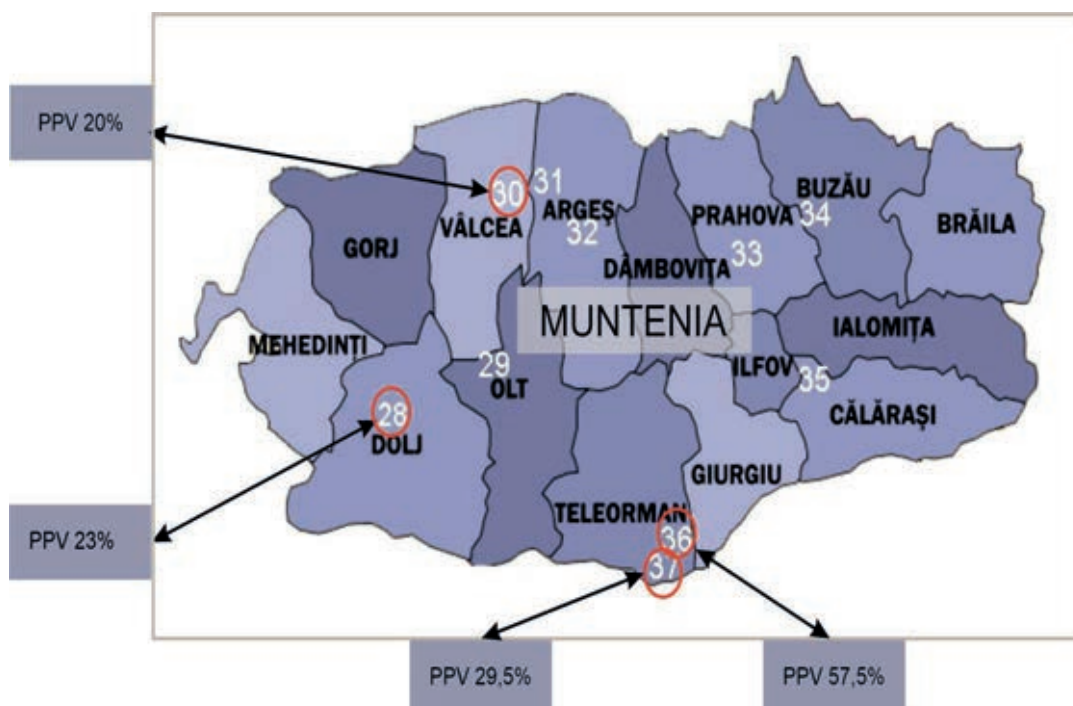 PPV 20%
30
31
VÂLCEA
ARGEȘ
32
GORJ
DÂMBOVIȚA
PRAHOVA
33
BUZĂU
34
BRĂILA
MUNTENIA
MEHEDINTI
29
OLT
ILFOV
IALOMIȚA
35
CĂLĂRAȘI
28
DOLJ
GIURGIU
TELEORMAN
36
37
PPV 23%
PPV 29,5%
PPV 57,5%